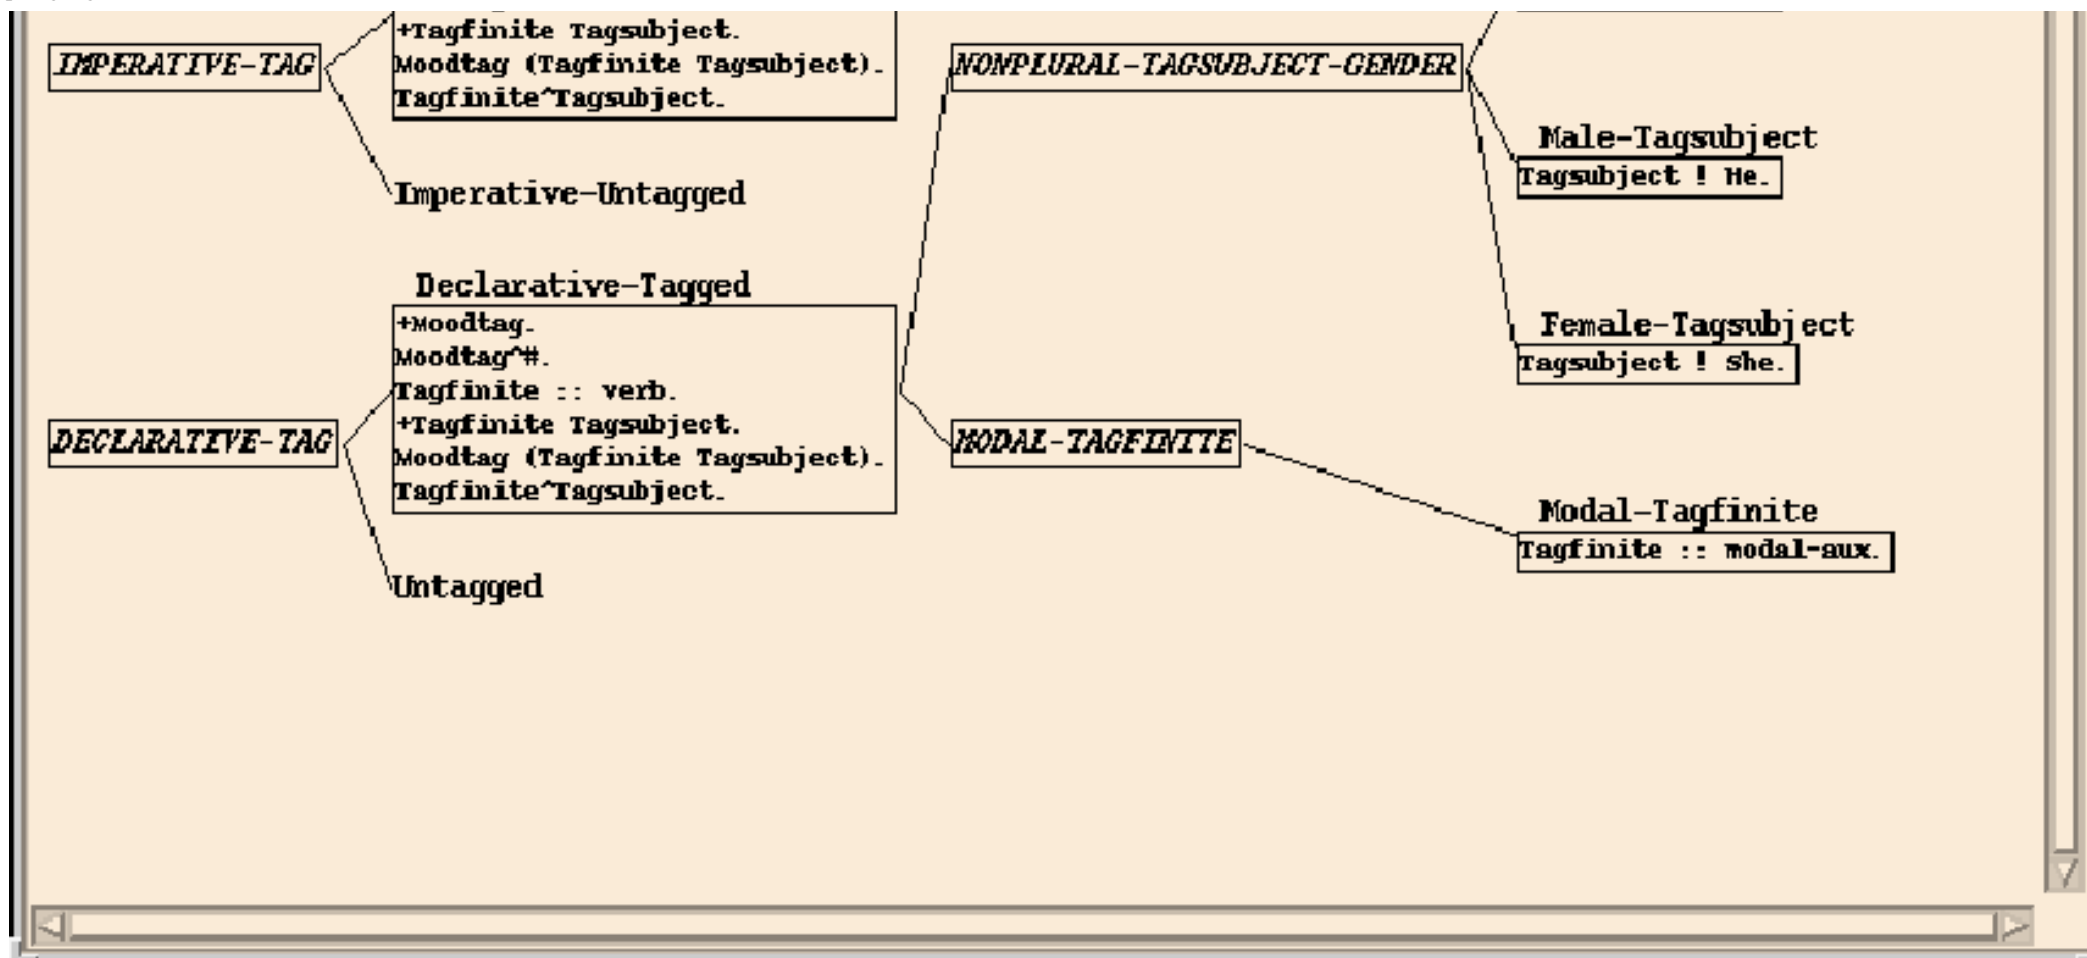 +Tagfinite Tagsubject.
IMPERATIVE-TAG
Moodtag (Tagfinite Tagsubject).
Tagfinite^Tagsubject.
Imperative-Untagged
Declarative-Tagged
+Moodtag.
Moodtag^#.
Tagfinite :: verb.
+Tagfinite Tagsubject.
DECLARATIVE-TAG
Moodtag (Tagfinite Tagsubject).
Tagfinite^Tagsubject.
Untagged
NONPLURAL-TAGSUBJECT-GENDER
Male-Tagsubject
Tagsubject ! He.
Female-Tagsubject
Tagsubject ! She.
MODAL-TAGFINITE
Modal-Tagfinite
Tagfinite :: modal-aux.